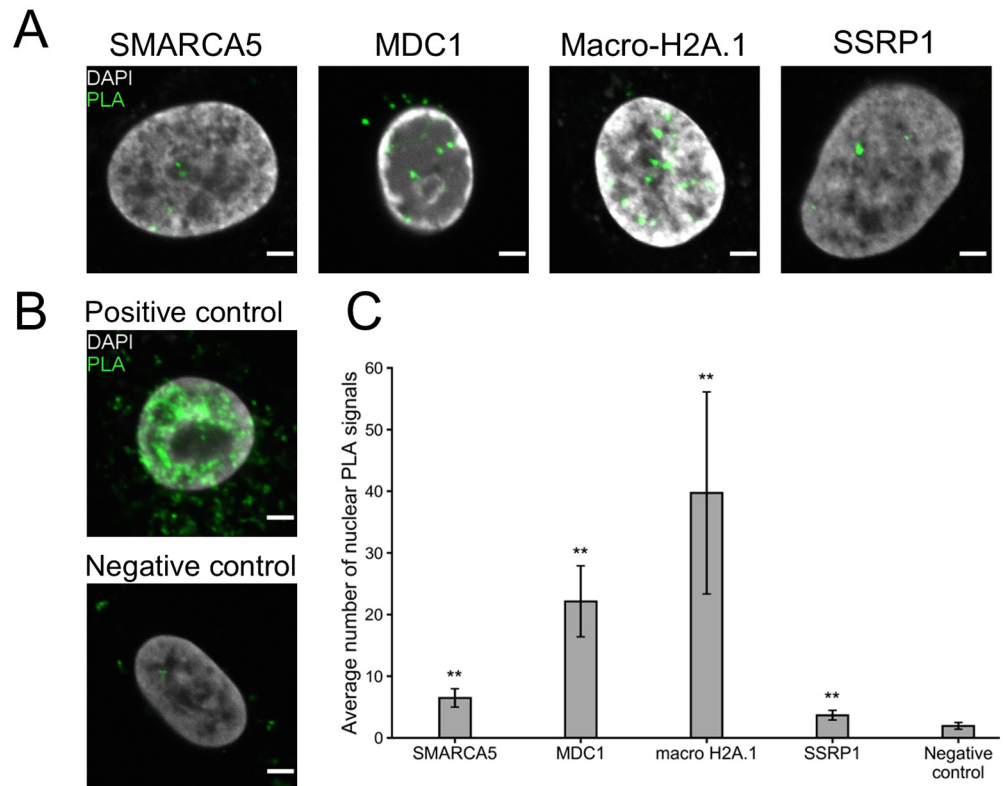 A
SMARCA5
MDC1
Macro-H2A.1
SSRP1
DAPI
PLA
B
Positive control
DAPI
PLA
Negative control
C
Average number of nuclear PLA signals
60
50
40
30
20
10
0
**
**
**
**
SMARCA5
MDC1
macro H2A.1
SSRP1
Negative
control